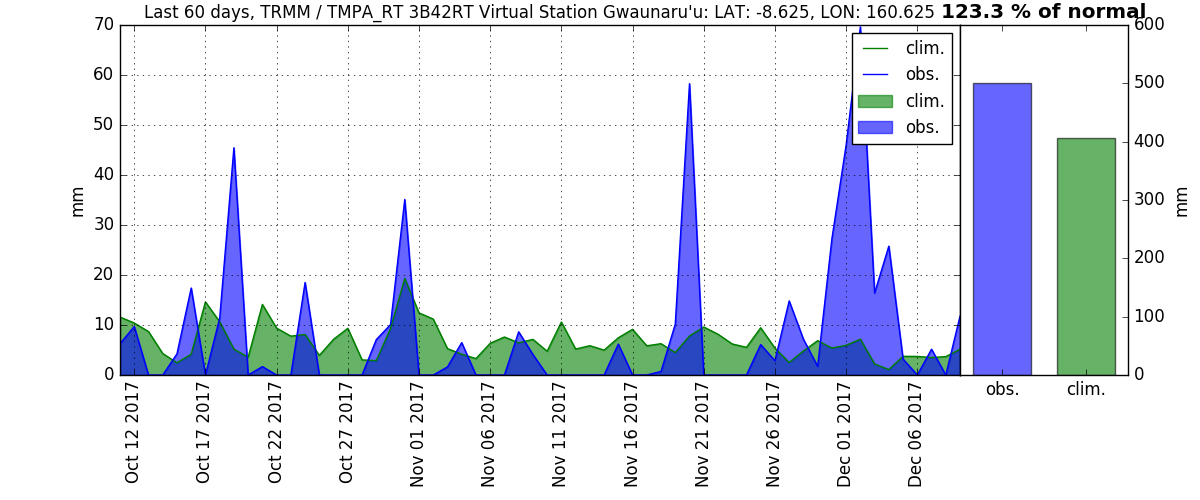 Last 60 days, TRMM / TMPA_RT 3B42RT Virtual Station Gwaunaru'u: LAT: -8.625, LON: 160.625 123.3 % of normal
70
60
50
40
30
20
10
0
mm
clim.
obs.
clim.
obs.
600
500
400
300
200
100
0
mm
obs.
clim.
Oct 12 2017
Oct 17 2017
Oct 22 2017
Oct 27 2017
Nov 01 2017
Nov 06 2017
Nov 11 2017
Nov 16 2017
Nov 21 2017
Nov 26 2017
Dec 01 2017
Dec 06 2017